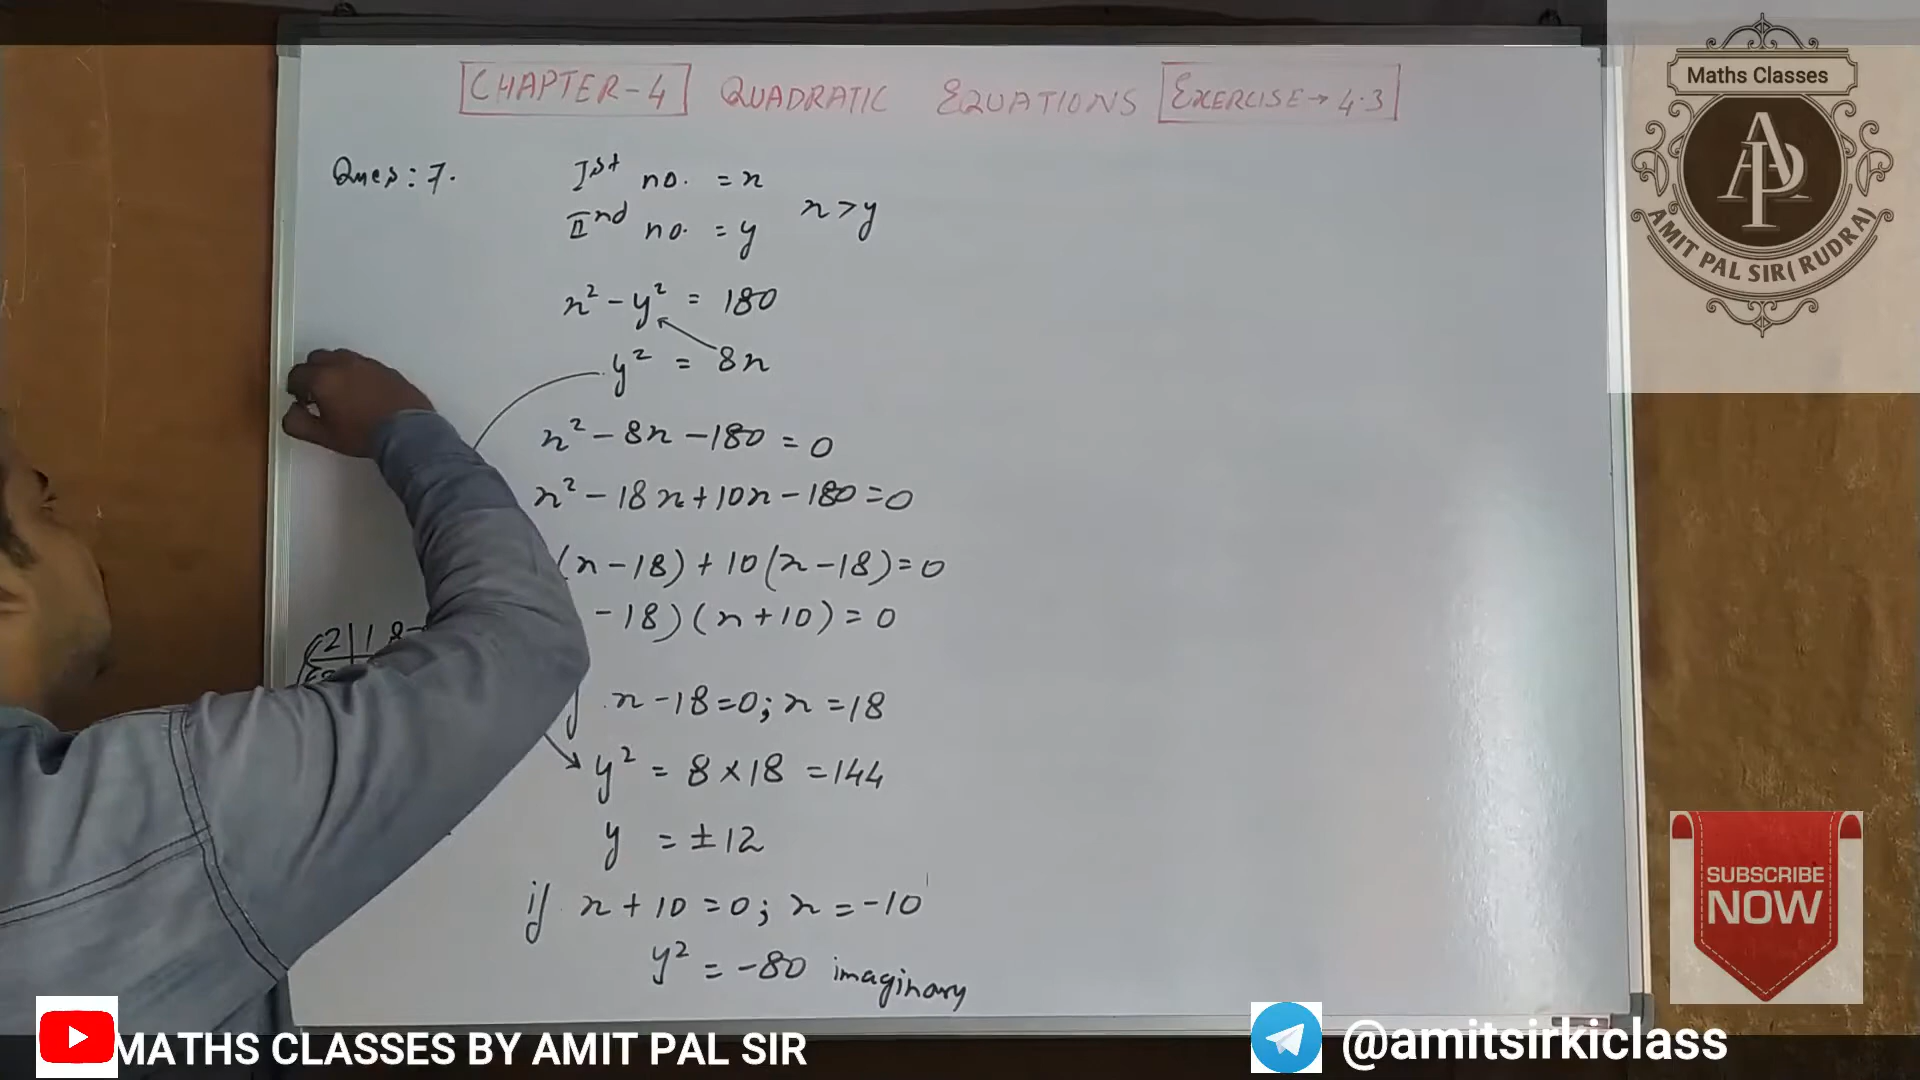 CHAPTER-4 QUADRATIC EQUATIONS EXERCISE→4.3
Ques: 7. Ist no. = x
IInd no. = y
x > y
x² - y² = 180
y² = 8x
x² - 8x - 180 = 0
x² - 18x + 10x - 180 = 0
(x - 18) + 10(x - 18) = 0
- 18)(x + 10) = 0
x - 18 = 0; x = 18
y² = 8 × 18 = 144
y = ±12
if x + 10 = 0; x = -10
y² = -80 imaginary
2 | 18
Maths Classes
AP
AMIT PAL SIR( RUDRA)
SUBSCRIBE
NOW
MATHS CLASSES BY AMIT PAL SIR
@amitsirkiclass